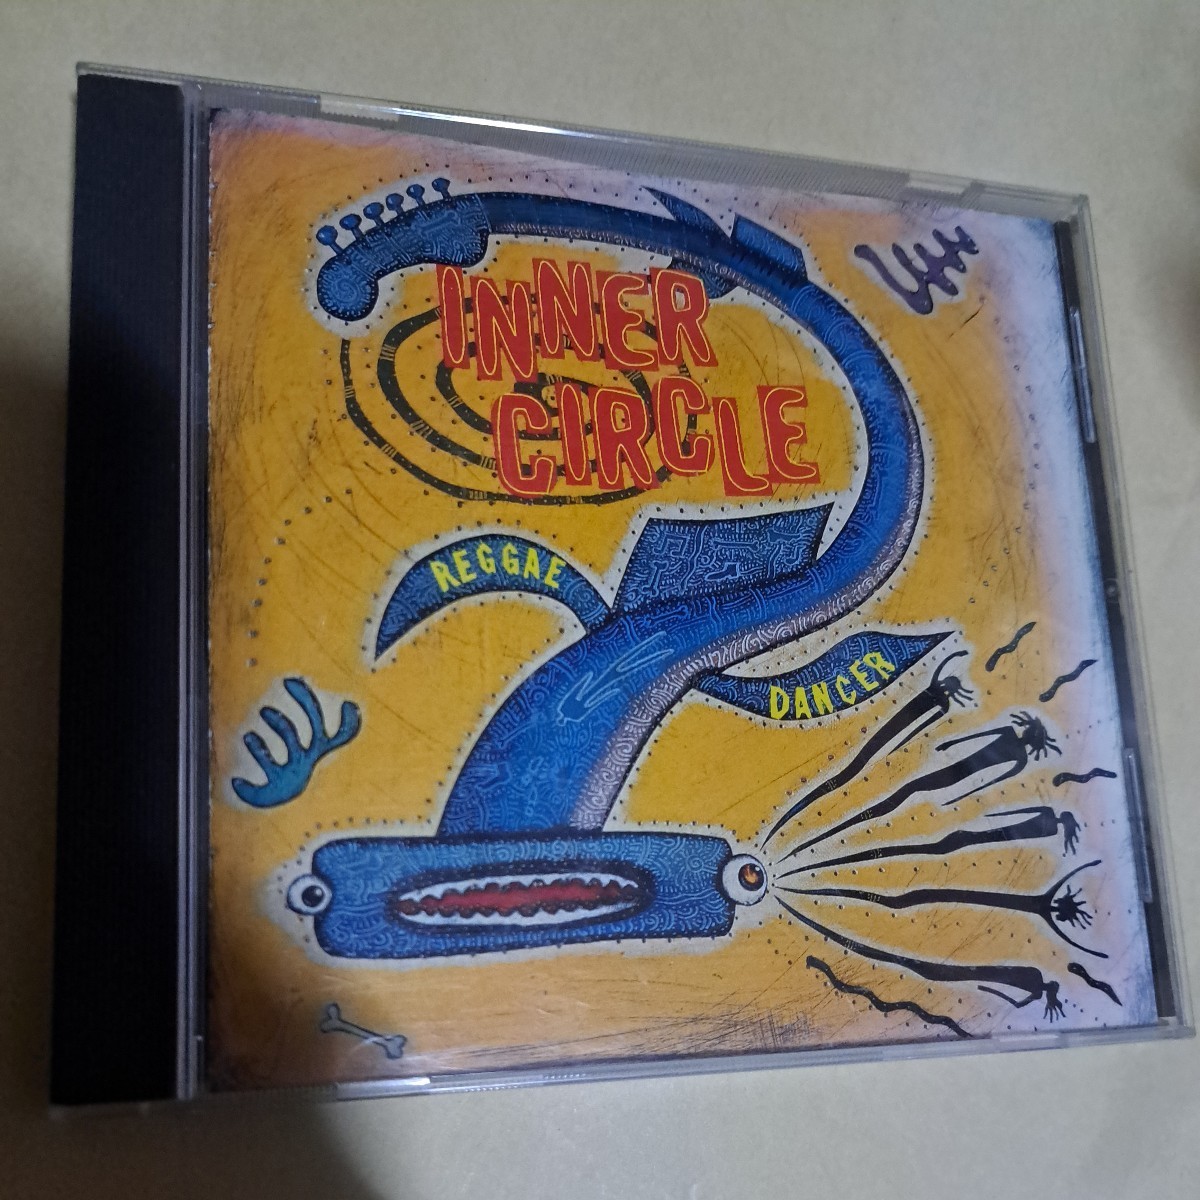 INNER
CIRCLE
REGGAE
DANCER